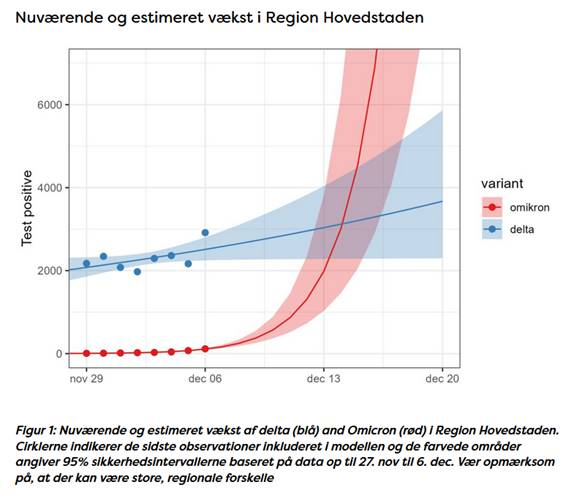 Nuværende og estimeret vækst i Region Hovedstaden
6000
4000
2000
0
Test positive
nov 29
dec 06
dec 13
dec 20
variant
omikron
delta
Figur 1: Nuværende og estimeret vækst af delta (blå) and Omicron (rød) i Region Hovedstaden.
Cirklerne indikerer de sidste observationer inkluderet i modellen og de farvede områder
angiver 95% sikkerhedsintervallerne baseret på data op til 27. nov til 6. dec. Vær opmærksom
på, at der kan være store, regionale forskelle